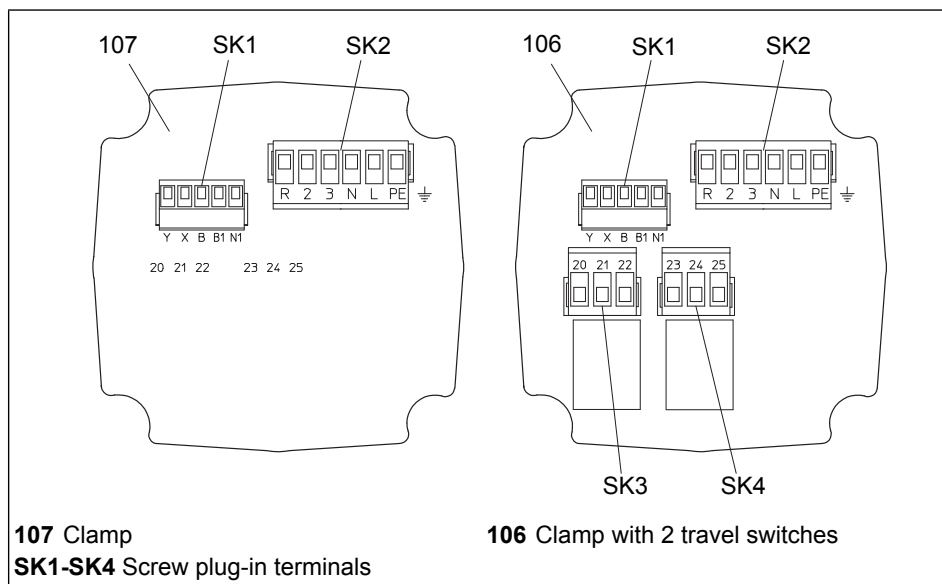 107 SK1 SK2 106 SK1 SK2
R 2 3 N L PE R 2 3 N L PE
Y X B B1 N1 Y X B B1 N1
20 21 22 23 24 25 20 21 22 23 24 25
SK3 SK4
107 Clamp 106 Clamp with 2 travel switches
SK1-SK4 Screw plug-in terminals